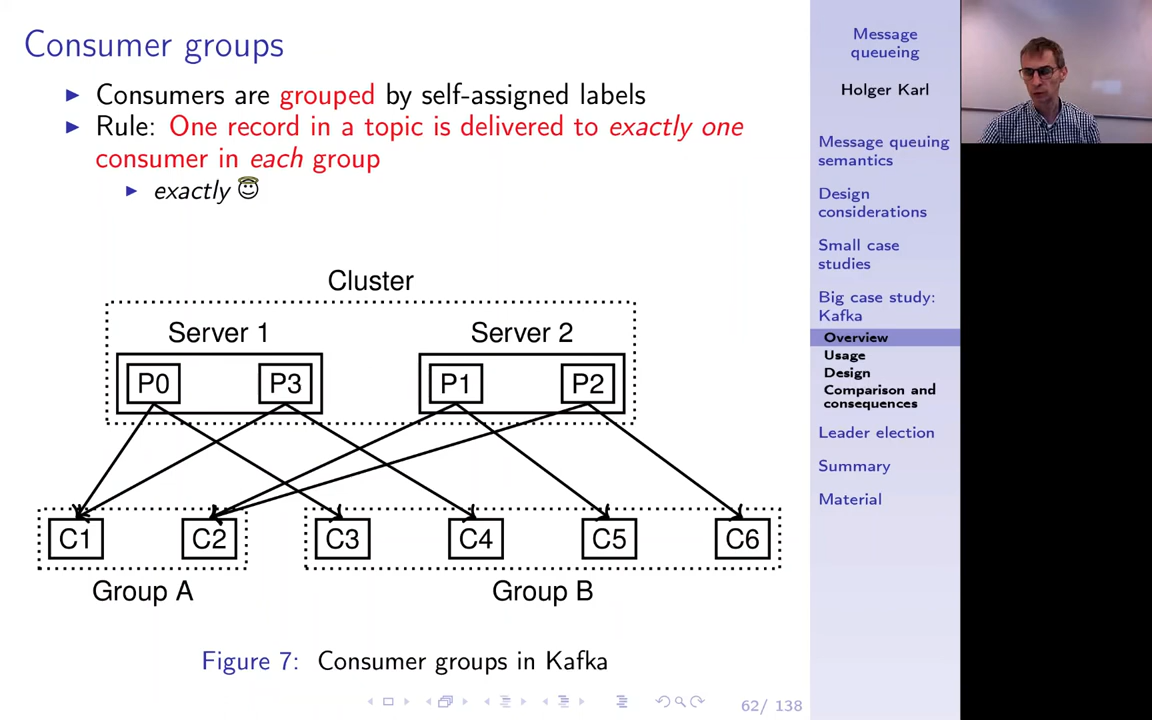 Consumer groups
Consumers are grouped by self-assigned labels
Rule: One record in a topic is delivered to exactly one
consumer in each group
exactly
Cluster
Server 1
Server 2
P0
P3
P1
P2
C1
C2
C3
C4
C5
C6
Group A
Group B
Figure 7: Consumer groups in Kafka
62/ 138
Message
queueing
Holger Karl
Message queuing
semantics
Design
considerations
Small case
studies
Big case study:
Kafka
Overview
Usage
Design
Comparison and
consequences
Leader election
Summary
Material